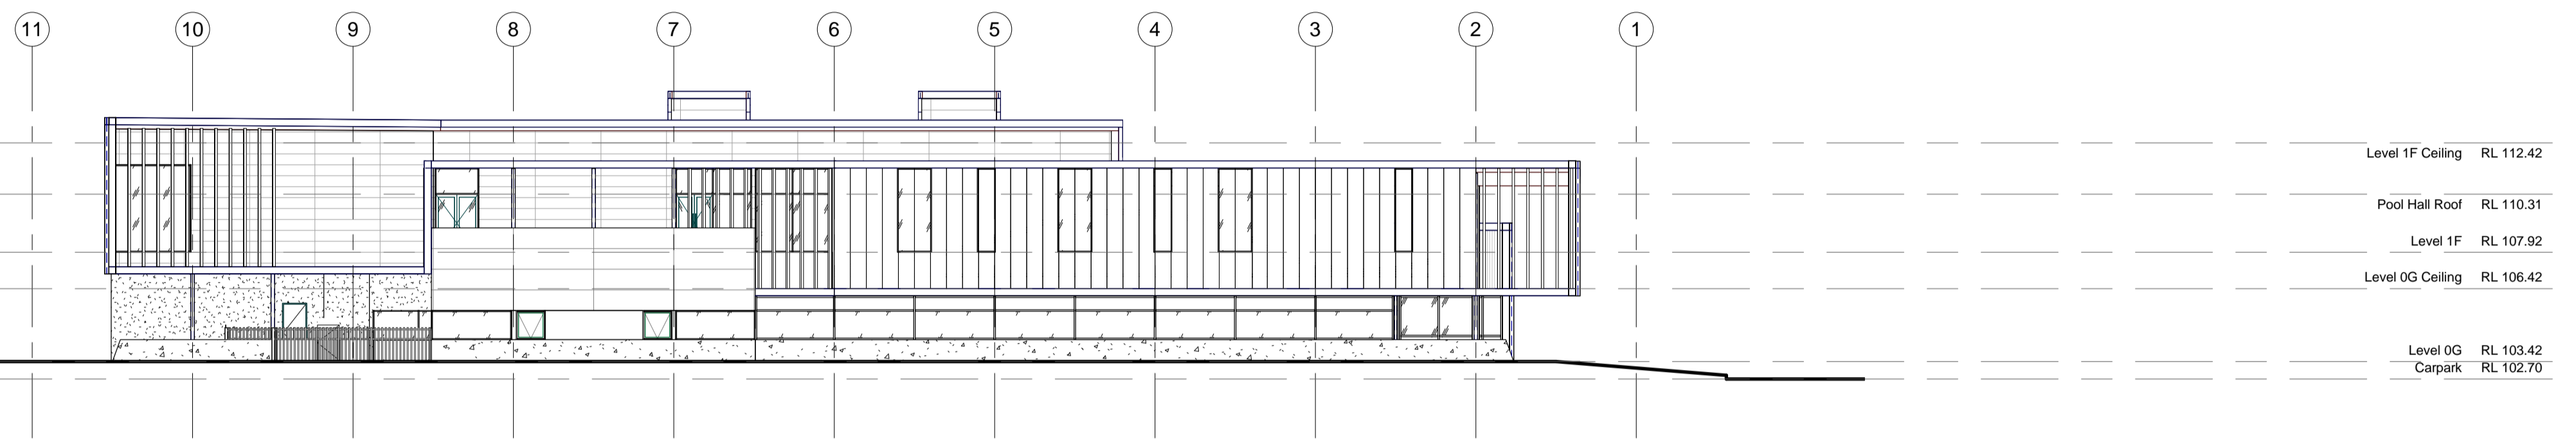 11 10 9 8 7 6 5 4 3 2 1
Level 1F Ceiling RL 112.42
Pool Hall Roof RL 110.31
Level 1F RL 107.92
Level 0G Ceiling RL 106.42
Level 0G RL 103.42
Carpark RL 102.70